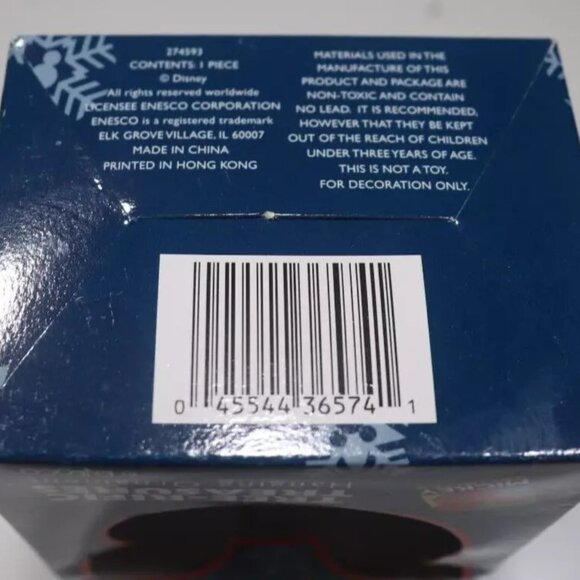 274593
CONTENTS: 1 PIECE
© Disney
All rights reserved worldwide
LICENSEE ENESCO CORPORATION
ENESCO is a registered trademark
ELK GROVE VILLAGE, IL 60007
MADE IN CHINA
PRINTED IN HONG KONG
MATERIALS USED IN THE
MANUFACTURE OF THIS
PRODUCT AND PACKAGE ARE
NON-TOXIC AND CONTAIN
NO LEAD. IT IS RECOMMENDED,
HOWEVER THAT THEY BE KEPT
OUT OF THE REACH OF CHILDREN
UNDER THREE YEARS OF AGE.
THIS IS NOT A TOY.
FOR DECORATION ONLY.
0 45544 36574 1
TREASURY
Hanging